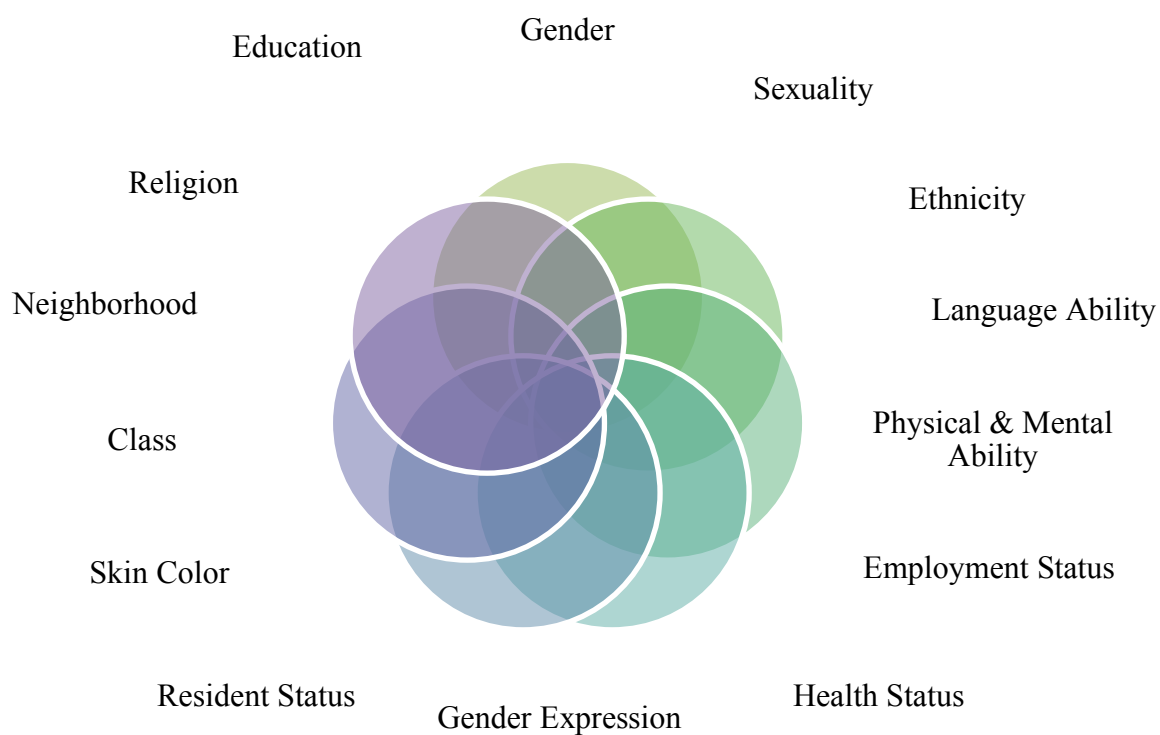 Gender
Education
Sexuality
Religion
Ethnicity
Neighborhood
Language Ability
Class
Physical & Mental
Ability
Skin Color
Employment Status
Resident Status
Health Status
Gender Expression